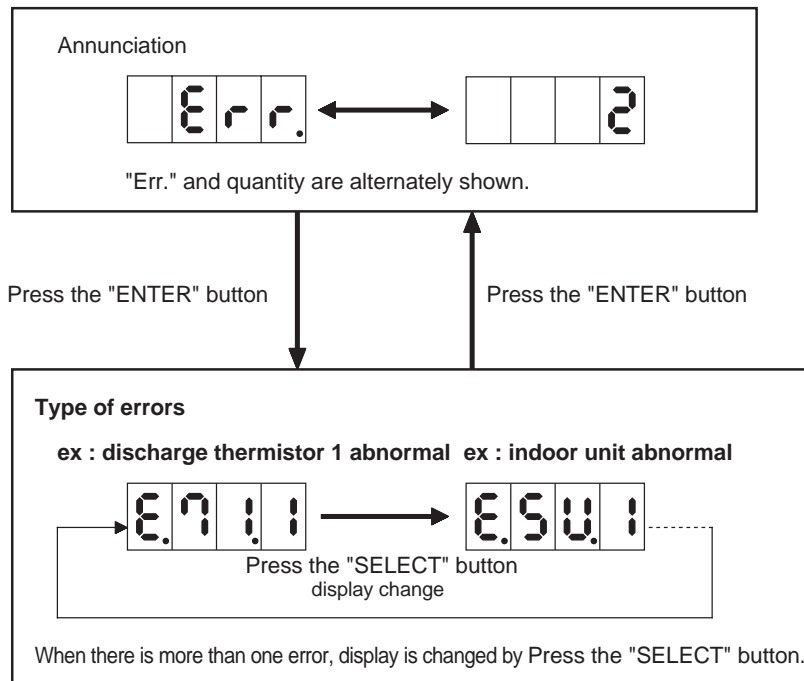 Annunciation
Err. 2
"Err." and quantity are alternately shown.
Press the "ENTER" button Press the "ENTER" button
Type of errors
ex : discharge thermistor 1 abnormal ex : indoor unit abnormal
E.71.1 E.5U.1
Press the "SELECT" button
display change
When there is more than one error, display is changed by Press the "SELECT" button.